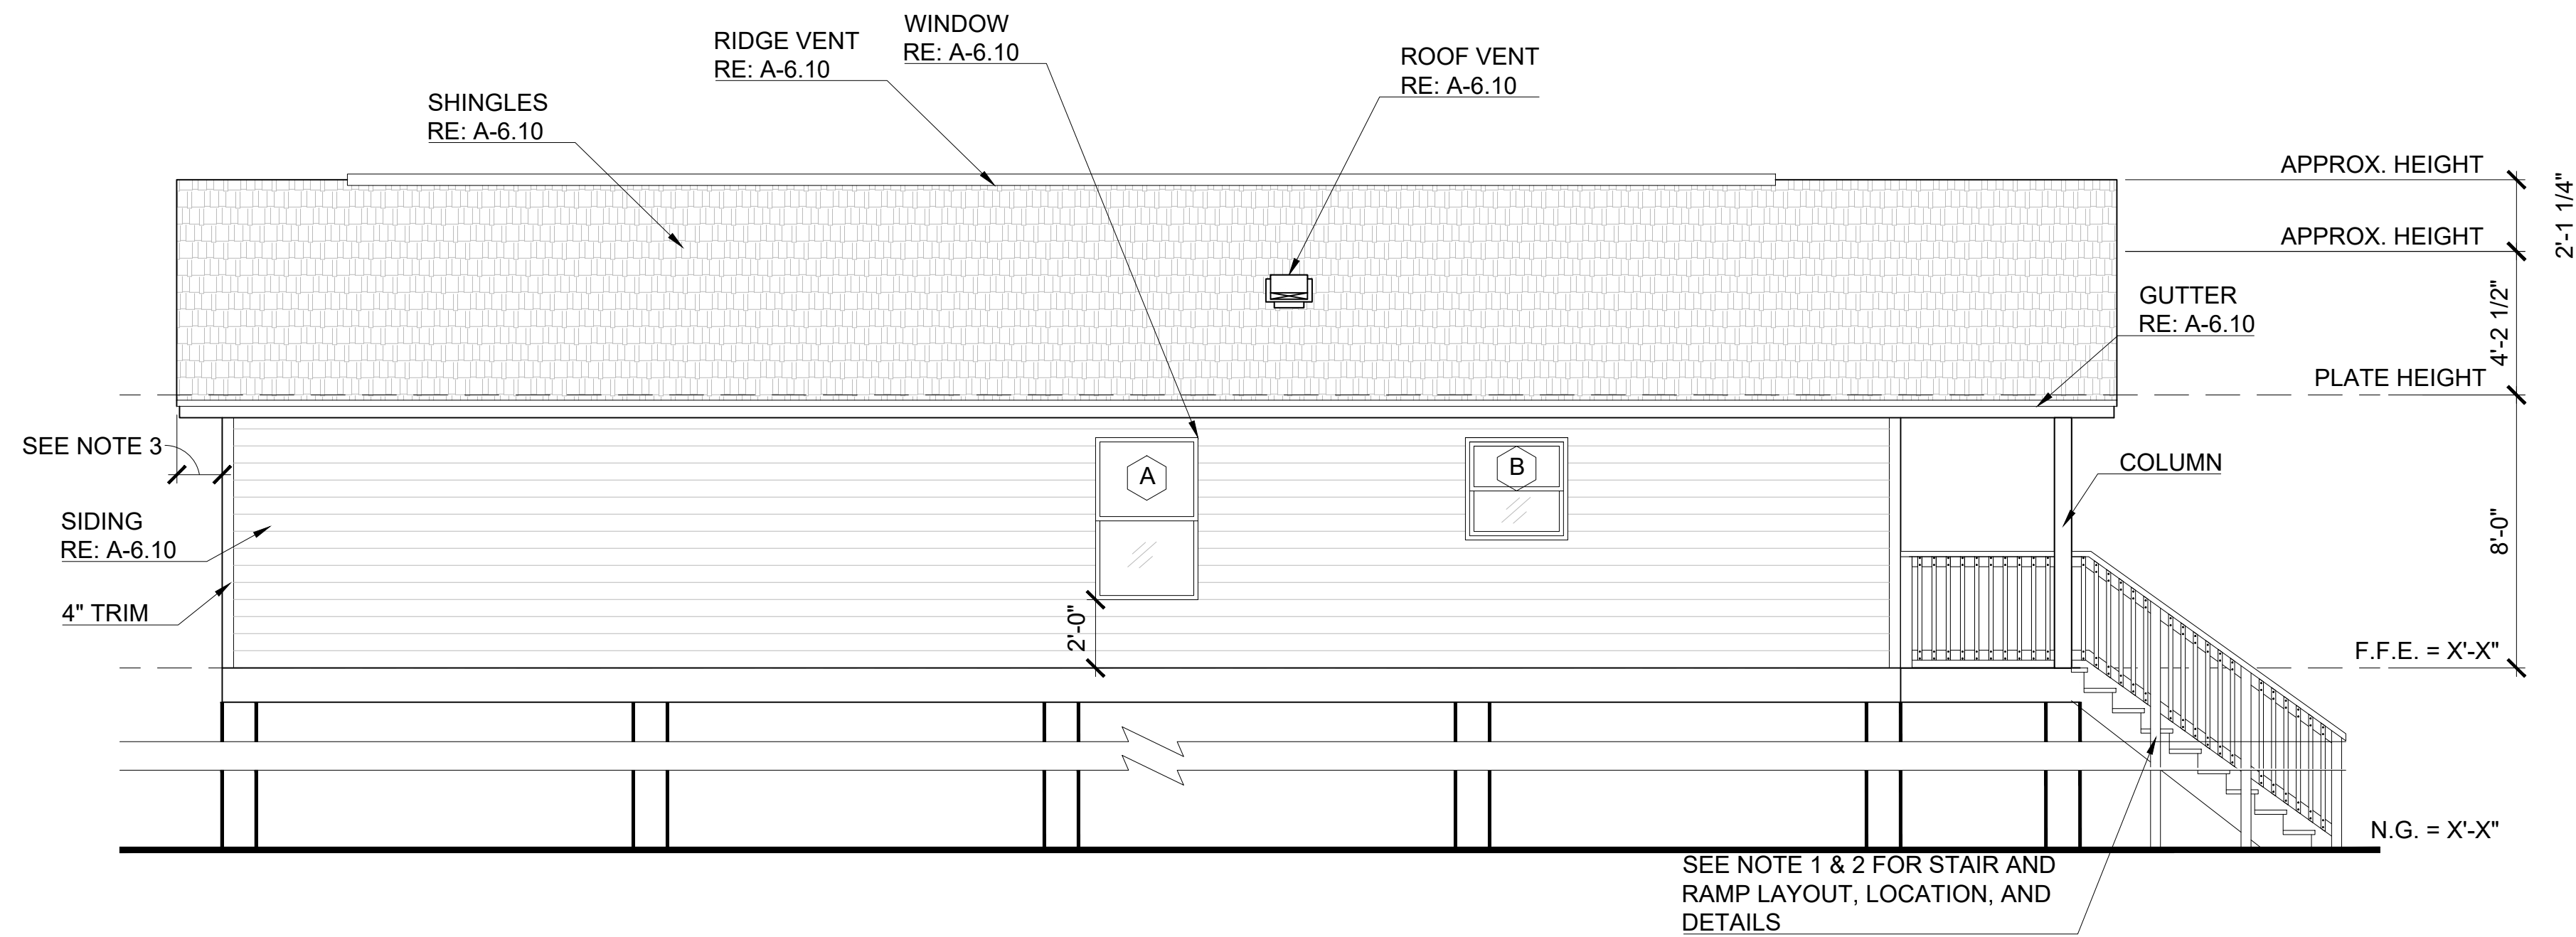 WINDOW
RE: A-6.10
RIDGE VENT
RE: A-6.10
ROOF VENT
RE: A-6.10
SHINGLES
RE: A-6.10
APPROX. HEIGHT
2'-1 1/4"
APPROX. HEIGHT
GUTTER
RE: A-6.10
4'-2 1/2"
PLATE HEIGHT
SEE NOTE 3
A
B
COLUMN
SIDING
RE: A-6.10
8'-0"
4" TRIM
2'-0"
F.F.E. = X'-X"
N.G. = X'-X"
SEE NOTE 1 & 2 FOR STAIR AND
RAMP LAYOUT, LOCATION, AND
DETAILS